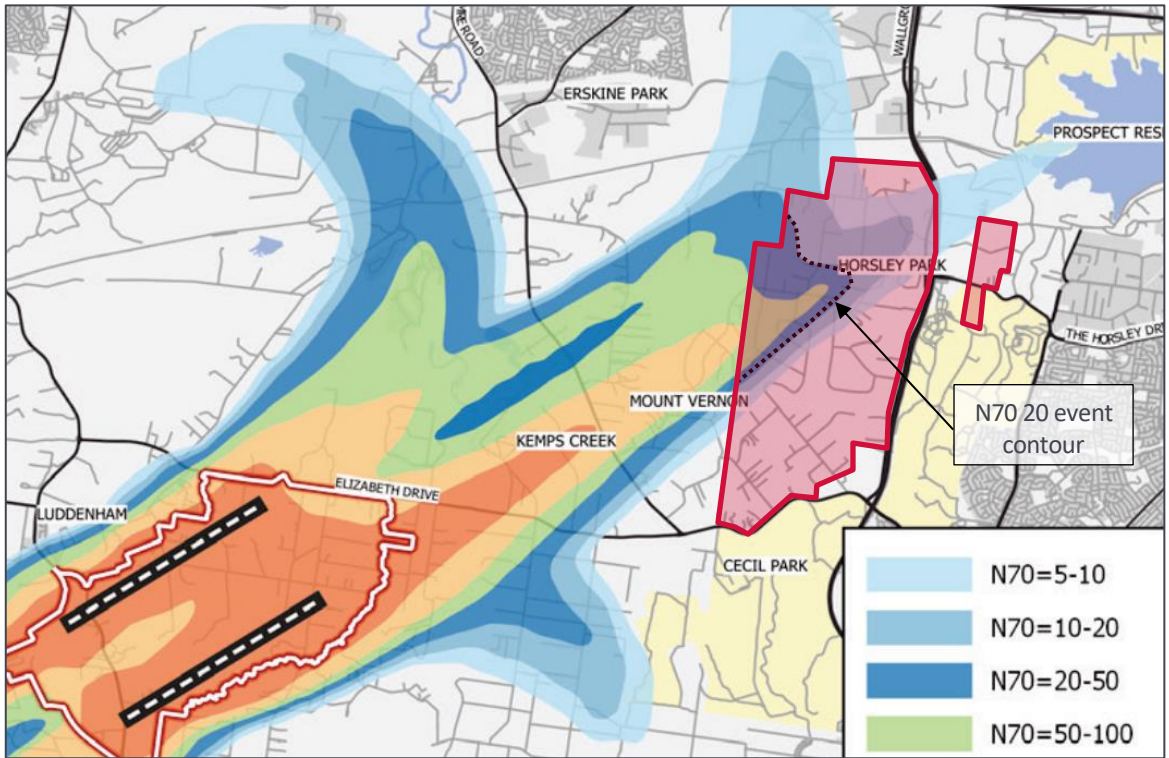 ERSKINE PARK
WALLGR
PROSPECT RES
HORSLEY PARK
THE HORSLEY DR
MOUNT VERNON
N70 20 event
contour
KEMPS CREEK
ELIZABETH DRIVE
LUDDENHAM
CECIL PARK
N70=5-10
N70=10-20
N70=20-50
N70=50-100